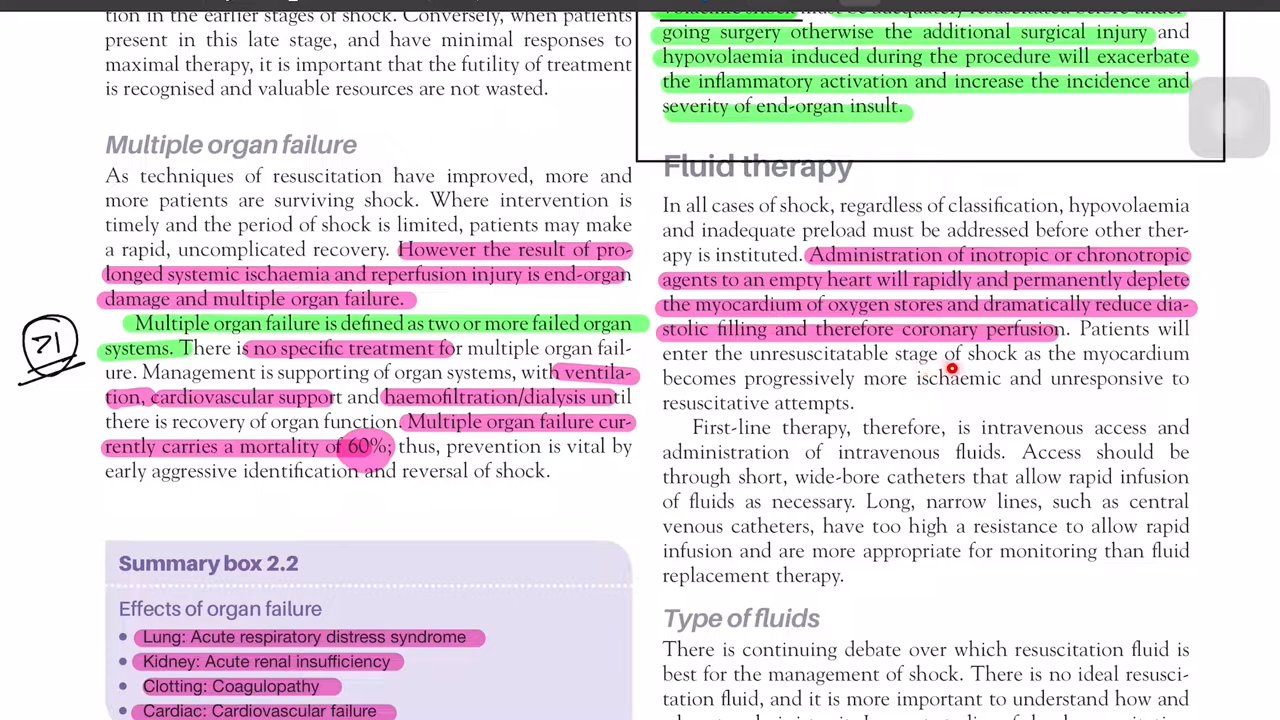 tion in the earlier stages of shock. Conversely, when patients
present in this late stage, and have minimal responses to
maximal therapy, it is important that the futility of treatment
is recognised and valuable resources are not wasted.
Multiple organ failure
As techniques of resuscitation have improved, more and
more patients are surviving shock. Where intervention is
timely and the period of shock is limited, patients may make
a rapid, uncomplicated recovery. However the result of pro-
longed systemic ischaemia and reperfusion injury is end-organ
damage and multiple organ failure.
Multiple organ failure is defined as two or more failed organ
systems. There is no specific treatment for multiple organ fail-
ure. Management is supporting of organ systems, with ventila-
tion, cardiovascular support and haemofiltration/dialysis until
there is recovery of organ function. Multiple organ failure cur-
rently carries a mortality of 60%; thus, prevention is vital by
early aggressive identification and reversal of shock.
21
Summary box 2.2
Effects of organ failure
• Lung: Acute respiratory distress syndrome
• Kidney: Acute renal insufficiency
• Clotting: Coagulopathy
• Cardiac: Cardiovascular failure
going surgery otherwise the additional surgical injury and
hypovolaemia induced during the procedure will exacerbate
the inflammatory activation and increase the incidence and
severity of end-organ insult.
Fluid therapy
In all cases of shock, regardless of classification, hypovolaemia
and inadequate preload must be addressed before other ther-
apy is instituted. Administration of inotropic or chronotropic
agents to an empty heart will rapidly and permanently deplete
the myocardium of oxygen stores and dramatically reduce dia-
stolic filling and therefore coronary perfusion. Patients will
enter the unresuscitatable stage of shock as the myocardium
becomes progressively more ischaemic and unresponsive to
resuscitative attempts.
First-line therapy, therefore, is intravenous access and
administration of intravenous fluids. Access should be
through short, wide-bore catheters that allow rapid infusion
of fluids as necessary. Long, narrow lines, such as central
venous catheters, have too high a resistance to allow rapid
infusion and are more appropriate for monitoring than fluid
replacement therapy.
Type of fluids
There is continuing debate over which resuscitation fluid is
best for the management of shock. There is no ideal resusci-
tation fluid, and it is more important to understand how and